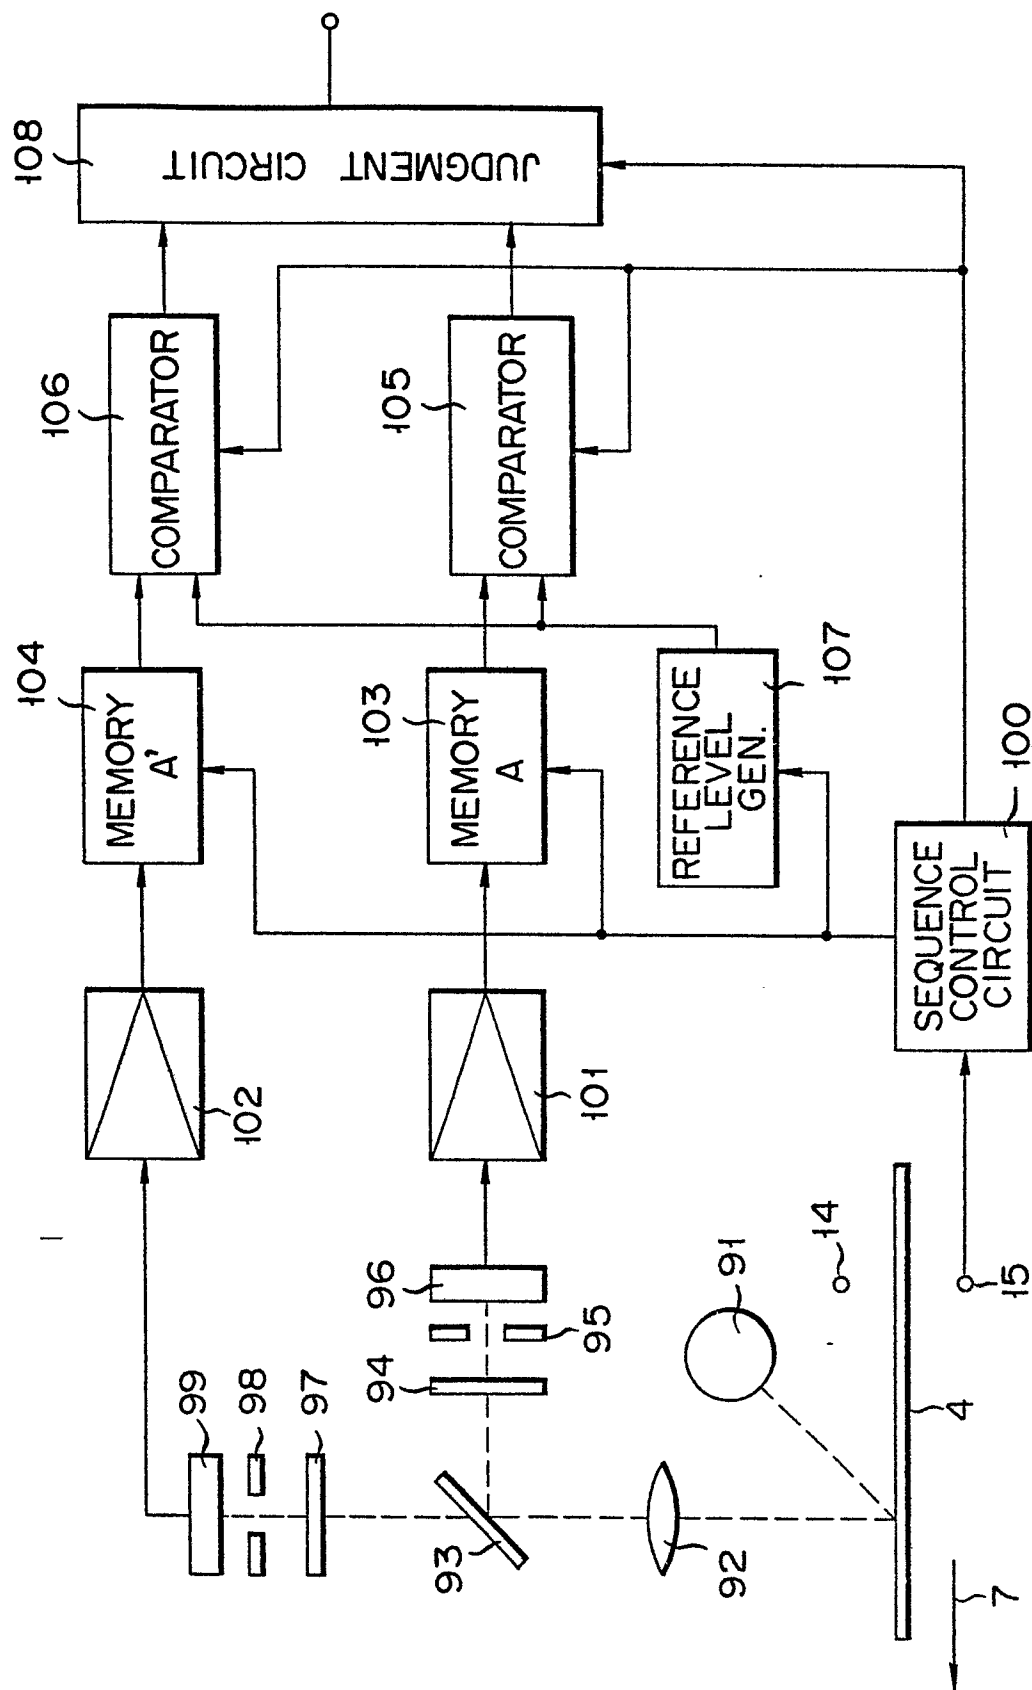 108
JUDGMENT CIRCUIT
106
COMPARATOR
105
COMPARATOR
104
MEMORY
A'
103
MEMORY
A
107
REFERENCE
LEVEL
GEN.
100
SEQUENCE
CONTROL
CIRCUIT
102
101
99
98
97
96
95
94
93
92
91
14
15
4
7